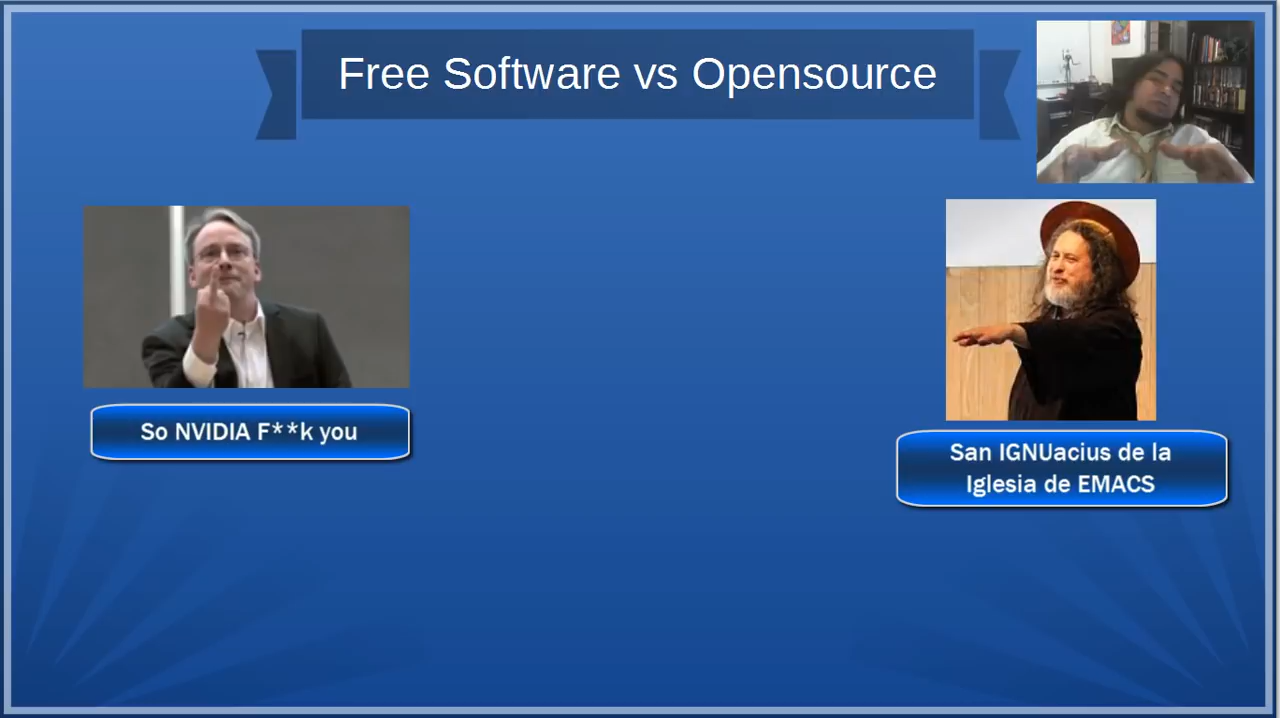 Free Software vs Opensource
So NVIDIA F**k you
San IGNUacius de la
Iglesia de EMACS